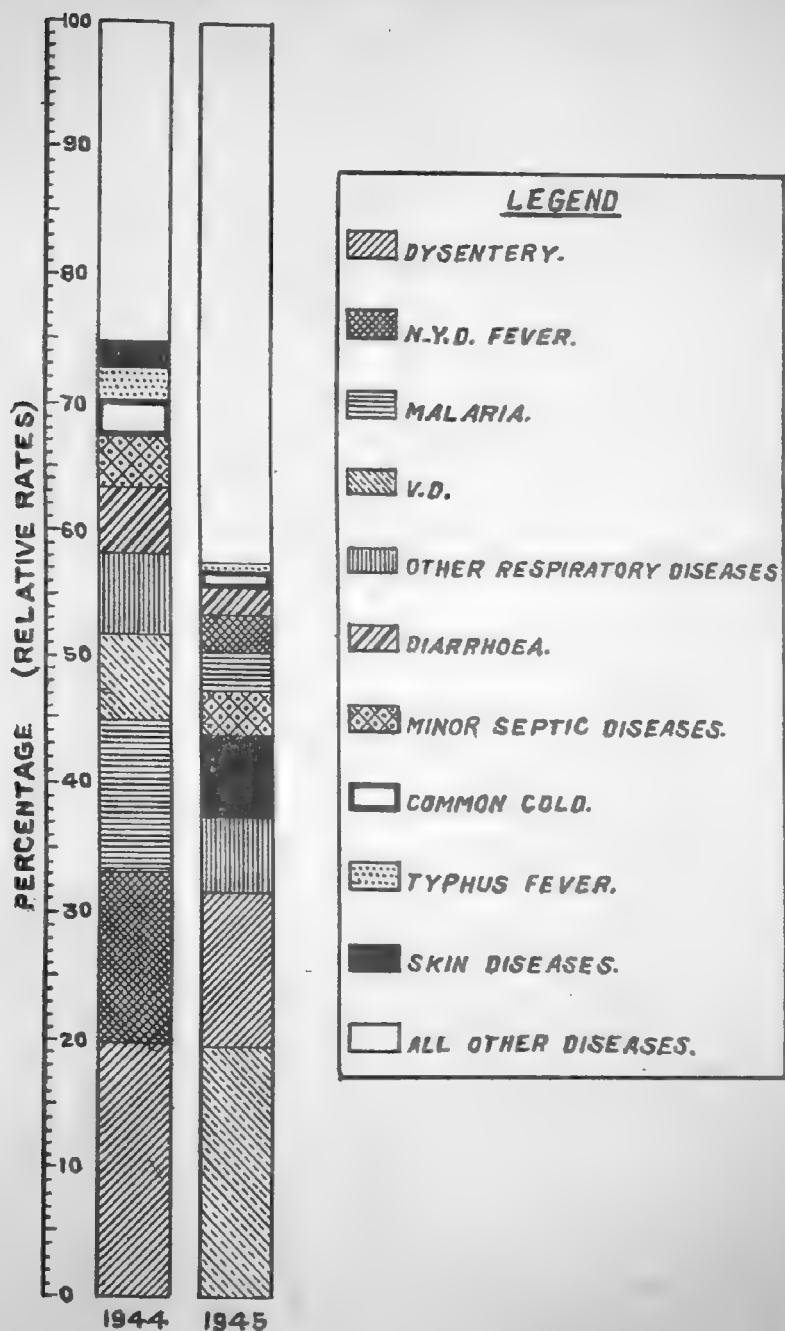 PERCENTAGE (RELATIVE RATES)
100
90
80
70
60
50
40
30
20
10
0
1944 1945
LEGEND
DYSENTERY.
N.Y.D. FEVER.
MALARIA.
V.D.
OTHER RESPIRATORY DISEASES
DIARRHOEA.
MINOR SEPTIC DISEASES.
COMMON COLD.
TYPHUS FEVER.
SKIN DISEASES.
ALL OTHER DISEASES.